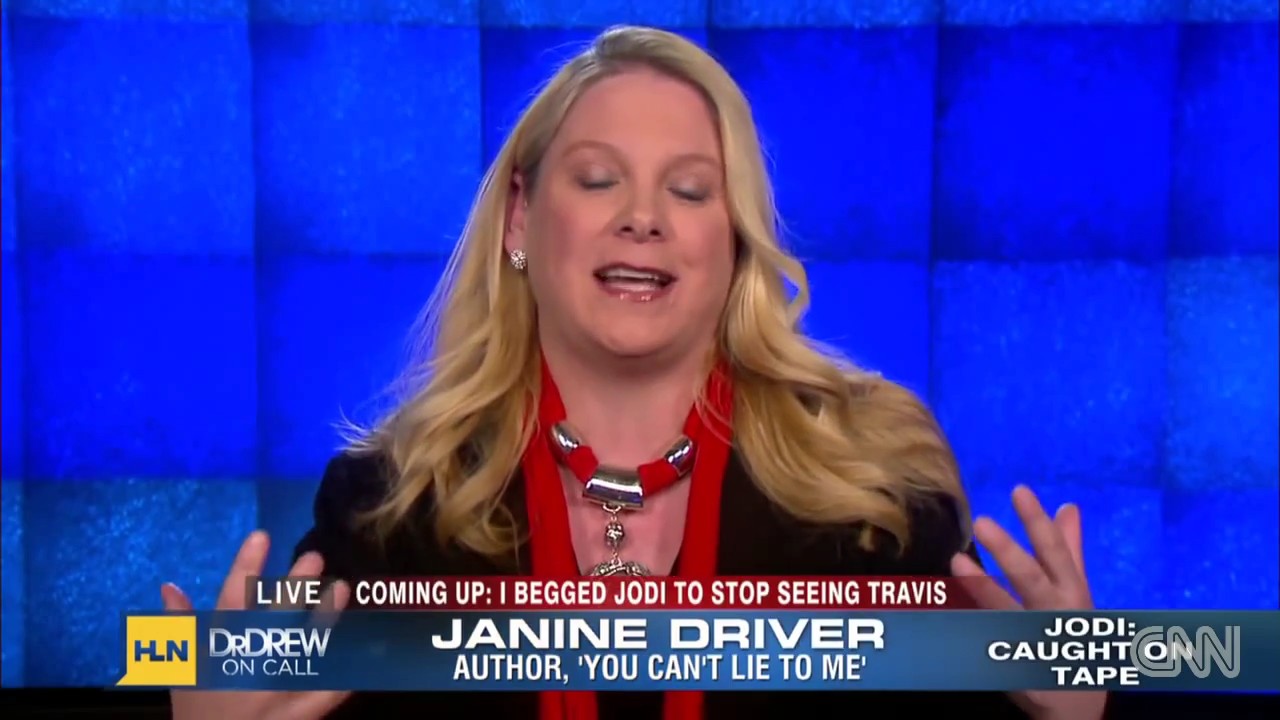 LIVE COMING UP: I BEGGED JODI TO STOP SEEING TRAVIS
HLN DR.DREW ON CALL
JANINE DRIVER
AUTHOR, 'YOU CAN'T LIE TO ME'
JODI:
CAUGHT ON
TAPE
CNN